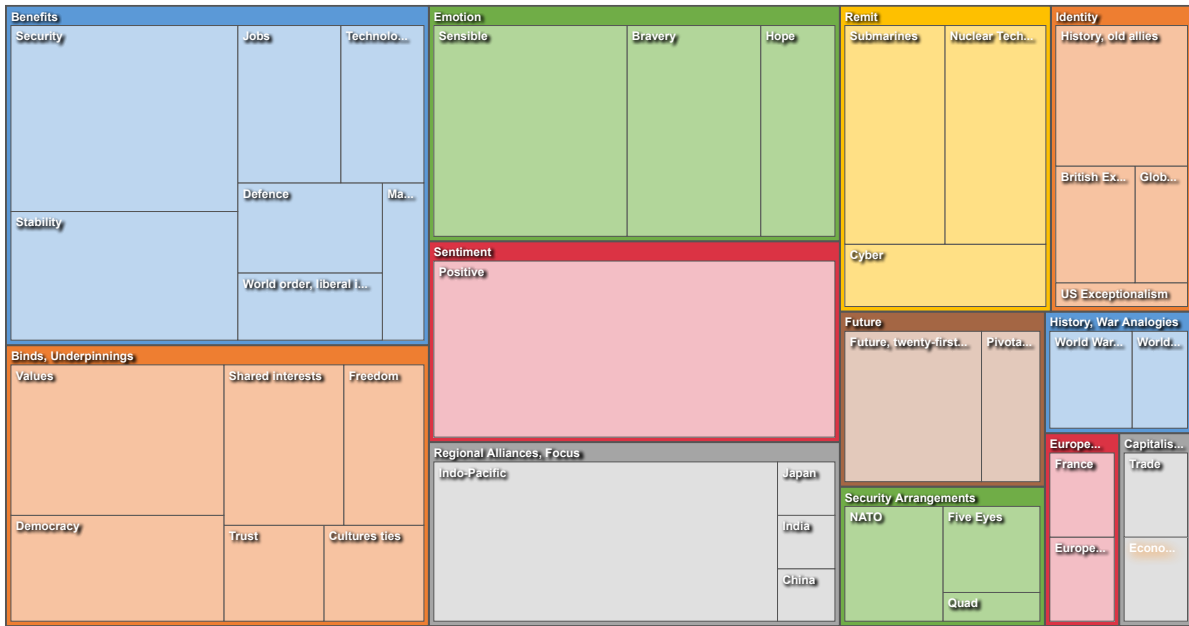 Benefits
Security
Jobs
Technolo...
Stability
Defence
Ma...
World order, liberal l...
Binds, Underpinnings
Values
Shared interests
Freedom
Democracy
Trust
Cultures ties
Emotion
Sensible
Bravery
Hope
Sentiment
Positive
Regional Alliances, Focus
Indo-Pacific
Japan
India
China
Remit
Submarines
Nuclear Tech...
Cyber
Identity
History, old allies
British Ex...
Glob...
US Exceptionalism
Future
Future, twenty-first...
Pivota...
History, War Analogies
World War...
World...
Security Arrangements
NATO
Five Eyes
Quad
Europe...
France
Europe...
Capitalis...
Trade
Econo...